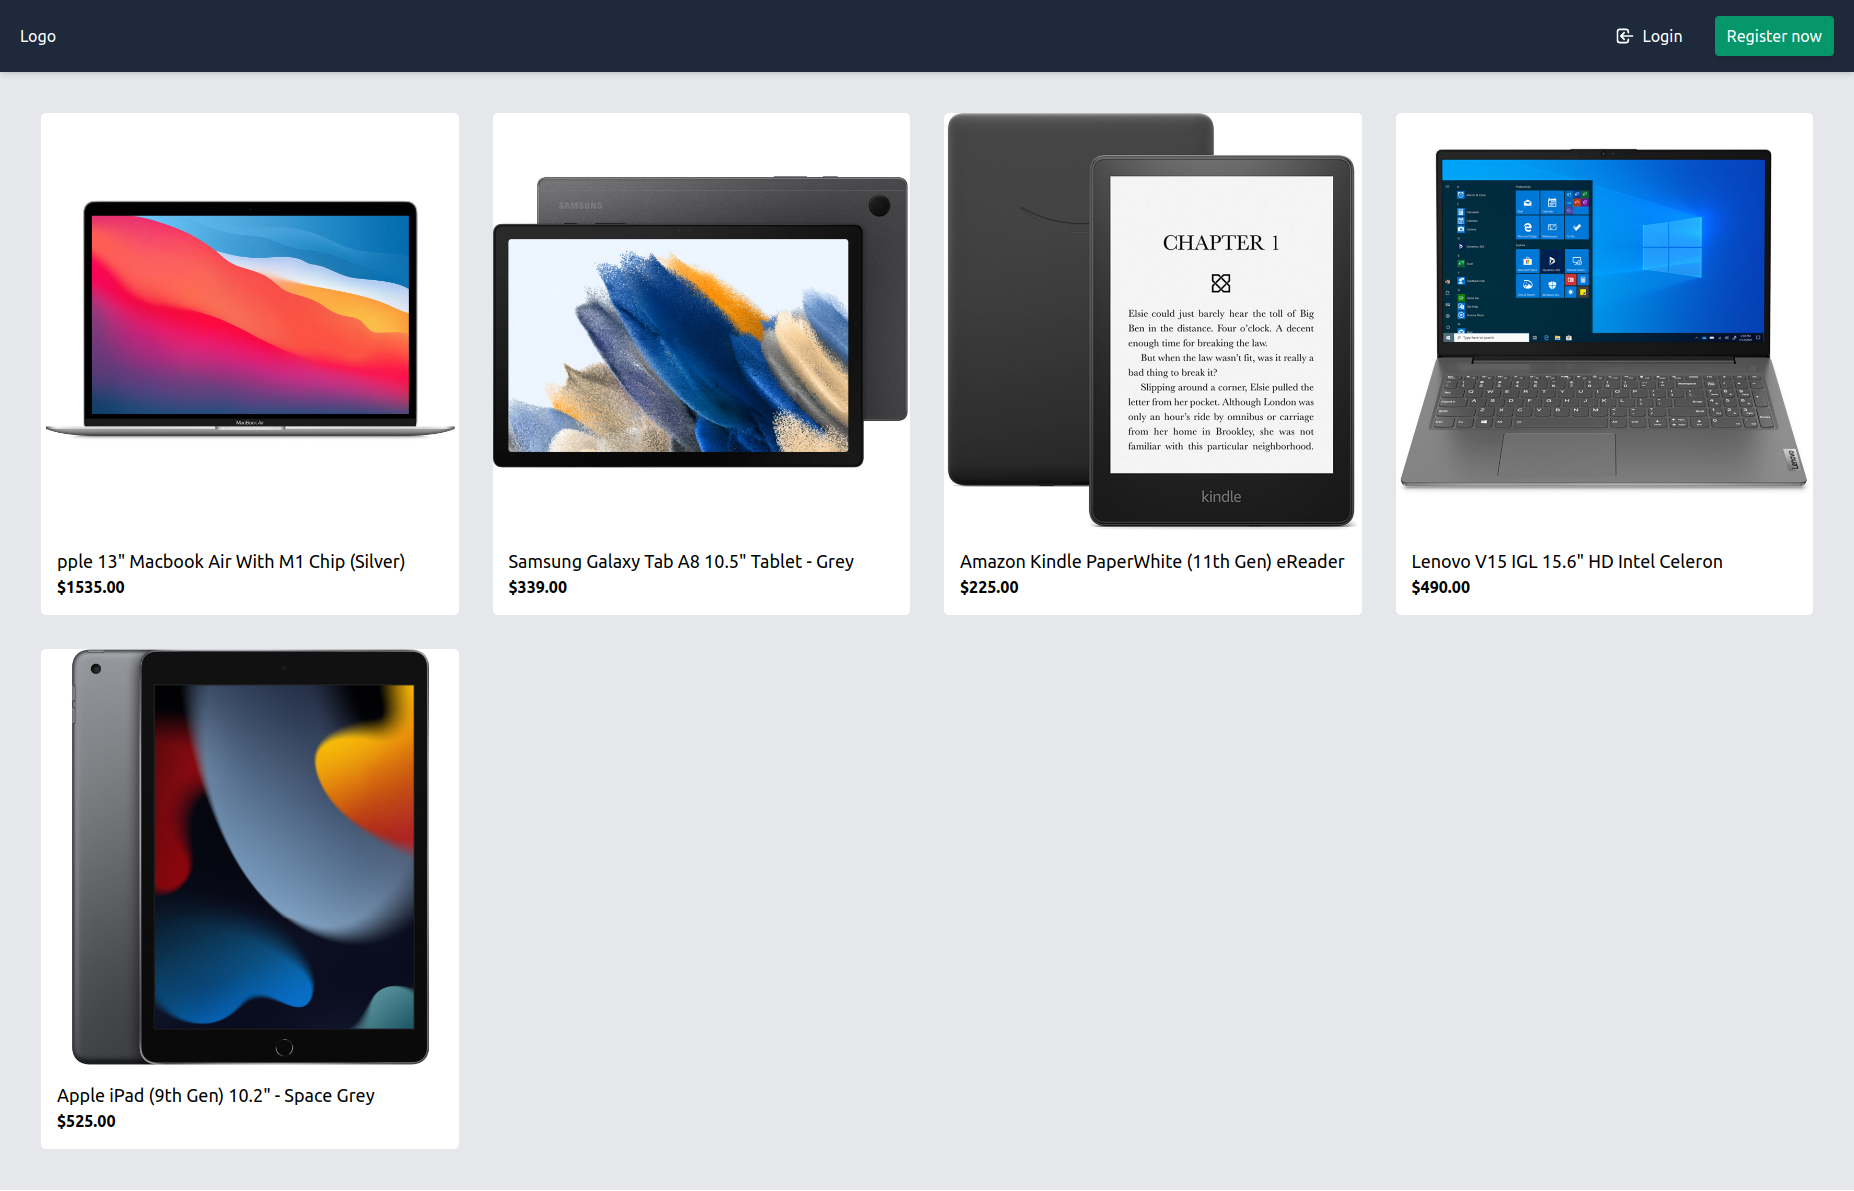 Logo
Login
Register now
MacBook Air
pple 13" Macbook Air With M1 Chip (Silver)
$1535.00
SAMSUNG
Samsung Galaxy Tab A8 10.5" Tablet - Grey
$339.00
CHAPTER 1
Elsie could just barely hear the toll of Big
Ben in the distance. Four o'clock. A decent
enough time for breaking the law.
But when the law wasn't fit, was it really a
bad thing to break it?
Slipping around a corner, Elsie pulled the
letter from her pocket. Although London was
only an hour's ride by omnibus or carriage
from her home in Brookley, she was not
familiar with this particular neighborhood.
kindle
Amazon Kindle PaperWhite (11th Gen) eReader
$225.00
Type here to search
Lenovo
Lenovo V15 IGL 15.6" HD Intel Celeron
$490.00
Apple iPad (9th Gen) 10.2" - Space Grey
$525.00